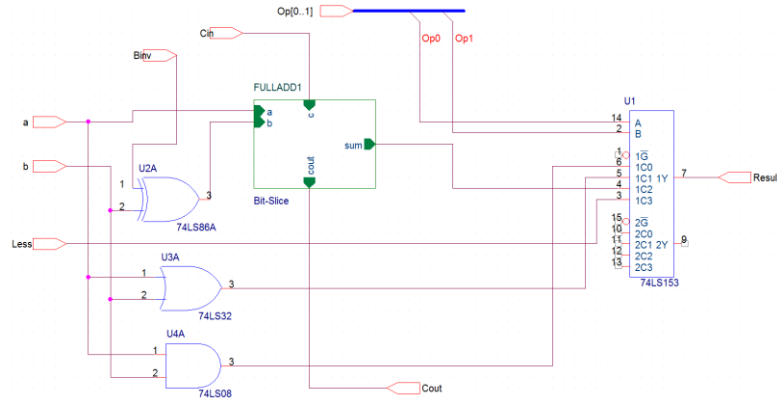 Op[0..1]
Cin
Op0
Op1
Binv
FULLADD1
U1
a
a
b
c
14
A
2
B
b
sum
1
1G
U2A
cout
6
1C0
1
3
5
1C1
1Y
7
Resul
2
Bit-Slice
4
1C2
3
1C3
74LS86A
15
2G
Less
10
2C0
11
2C1
2Y
9
U3A
12
2C2
1
13
2C3
3
2
74LS153
74LS32
U4A
1
3
2
Cout
74LS08